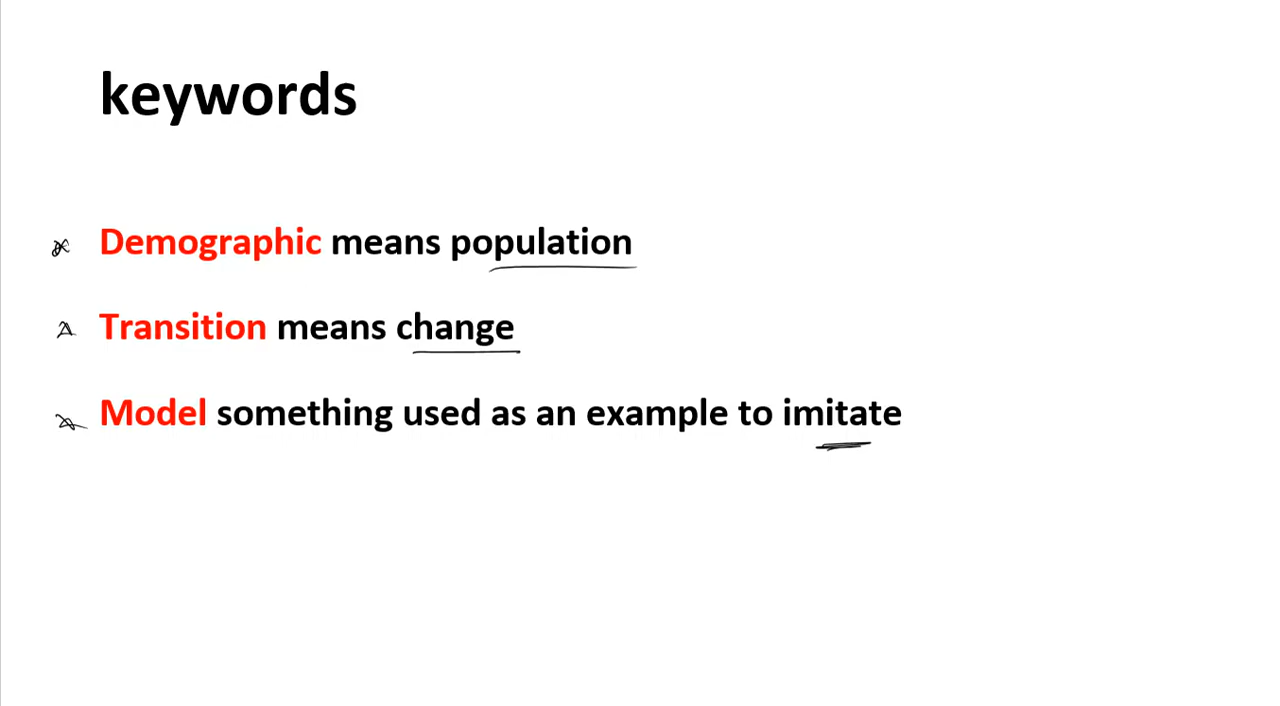 keywords
Demographic means population
Transition means change
Model something used as an example to imitate